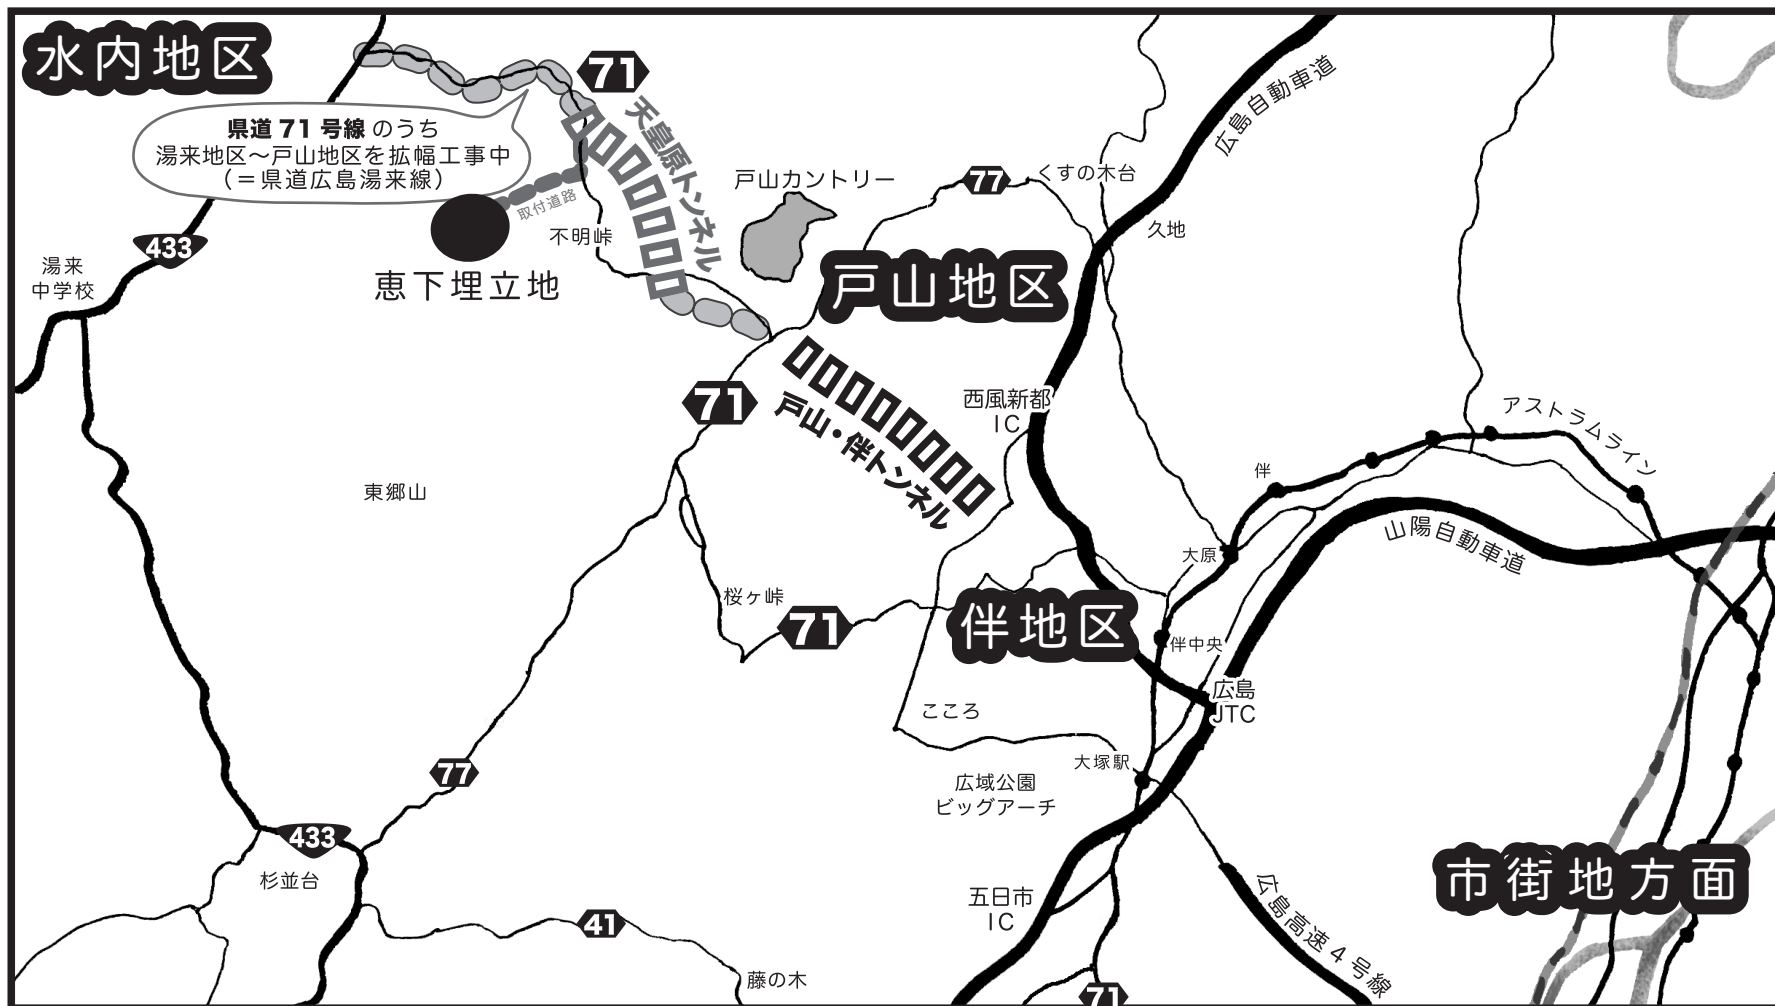 水内地区
71
広島自動車道
県道 71 号線 のうち
湯来地区〜戸山地区を拡幅工事中
（＝県道広島湯来線）
天皇原トンネル
戸山カントリー
77
くすの木台
取付道路
433
不明峠
久地
湯来
中学校
恵下埋立地
戸山地区
71
戸山・伴トンネル
西風新都
IC
アストラムライン
伴
東郷山
山陽自動車道
大原
桜ヶ峠
71
伴地区
伴中央
広島
JTC
こころ
大塚駅
77
広域公園
ビッグアーチ
433
杉並台
市街地方面
五日市
IC
広島高速４号線
41
藤の木
71